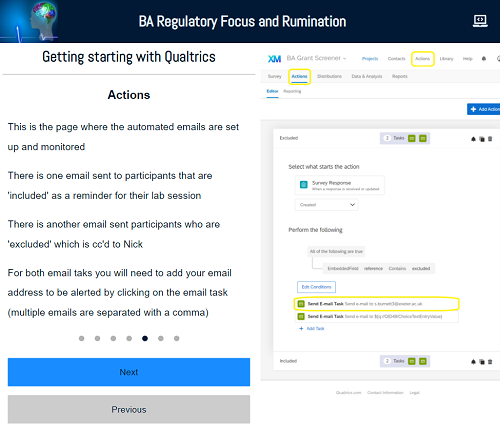 BA Regulatory Focus and Rumination
Getting starting with Qualtrics
Actions
This is the page where the automated emails are set
up and monitored
There is one email sent to participants that are
'included' as a reminder for their lab session
There is another email sent participants who are
'excluded' which is cc'd to Nick
For both email taks you will need to add your email
address to be alerted by clicking on the email task
(multiple emails are separated with a comma)
Next
Previous
XM BA Grant Screener Projects Contacts Actions Library Help
Survey Actions Distributions Data & Analysis Reports
Editor Reporting
+ Add Action
Excluded 2 Tasks
Select what starts the action
Survey Response
When a response is received or updated
Created
Perform the following
All of the following are true
EmbeddedField reference Contains excluded
Edit Conditions
Send E-mail Task Send e-mail to
Send E-mail Task Send e-mail to
+ Add Task
Included 2 Tasks
Qualtrics.com Contact Information Legal